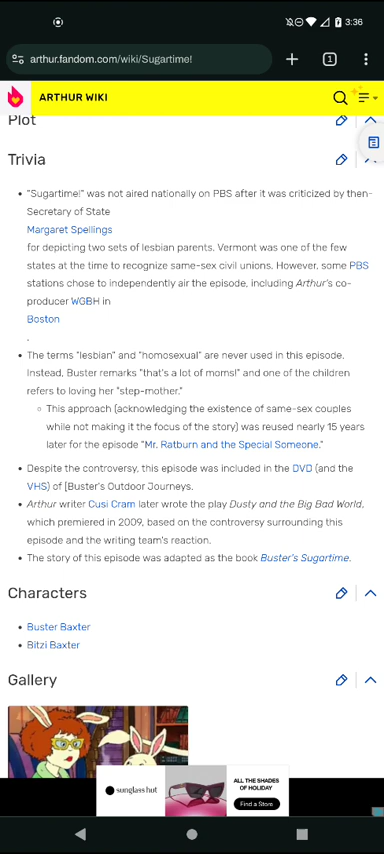 3:36
arthur.fandom.com/wiki/Sugartime!
1
ARTHUR WIKI
Plot
Trivia
"Sugartime!" was not aired nationally on PBS after it was criticized by then-
Secretary of State
Margaret Spellings
for depicting two sets of lesbian parents. Vermont was one of the few
states at the time to recognize same-sex civil unions. However, some PBS
stations chose to independently air the episode, including Arthur's co-
producer WGBH in
Boston
.
The terms "lesbian" and "homosexual" are never used in this episode.
Instead, Buster remarks "that's a lot of moms!" and one of the children
refers to loving her "step-mother."
This approach (acknowledging the existence of same-sex couples
while not making it the focus of the story) was reused nearly 15 years
later for the episode "Mr. Ratburn and the Special Someone."
Despite the controversy, this episode was included in the DVD (and the
VHS) of [Buster's Outdoor Journeys.
Arthur writer Cusi Cram later wrote the play Dusty and the Big Bad World,
which premiered in 2009, based on the controversy surrounding this
episode and the writing team's reaction.
The story of this episode was adapted as the book Buster's Sugartime.
Characters
Buster Baxter
Bitzi Baxter
Gallery
sunglass hut
ALL THE SHADES
OF HOLIDAY
Find a Store